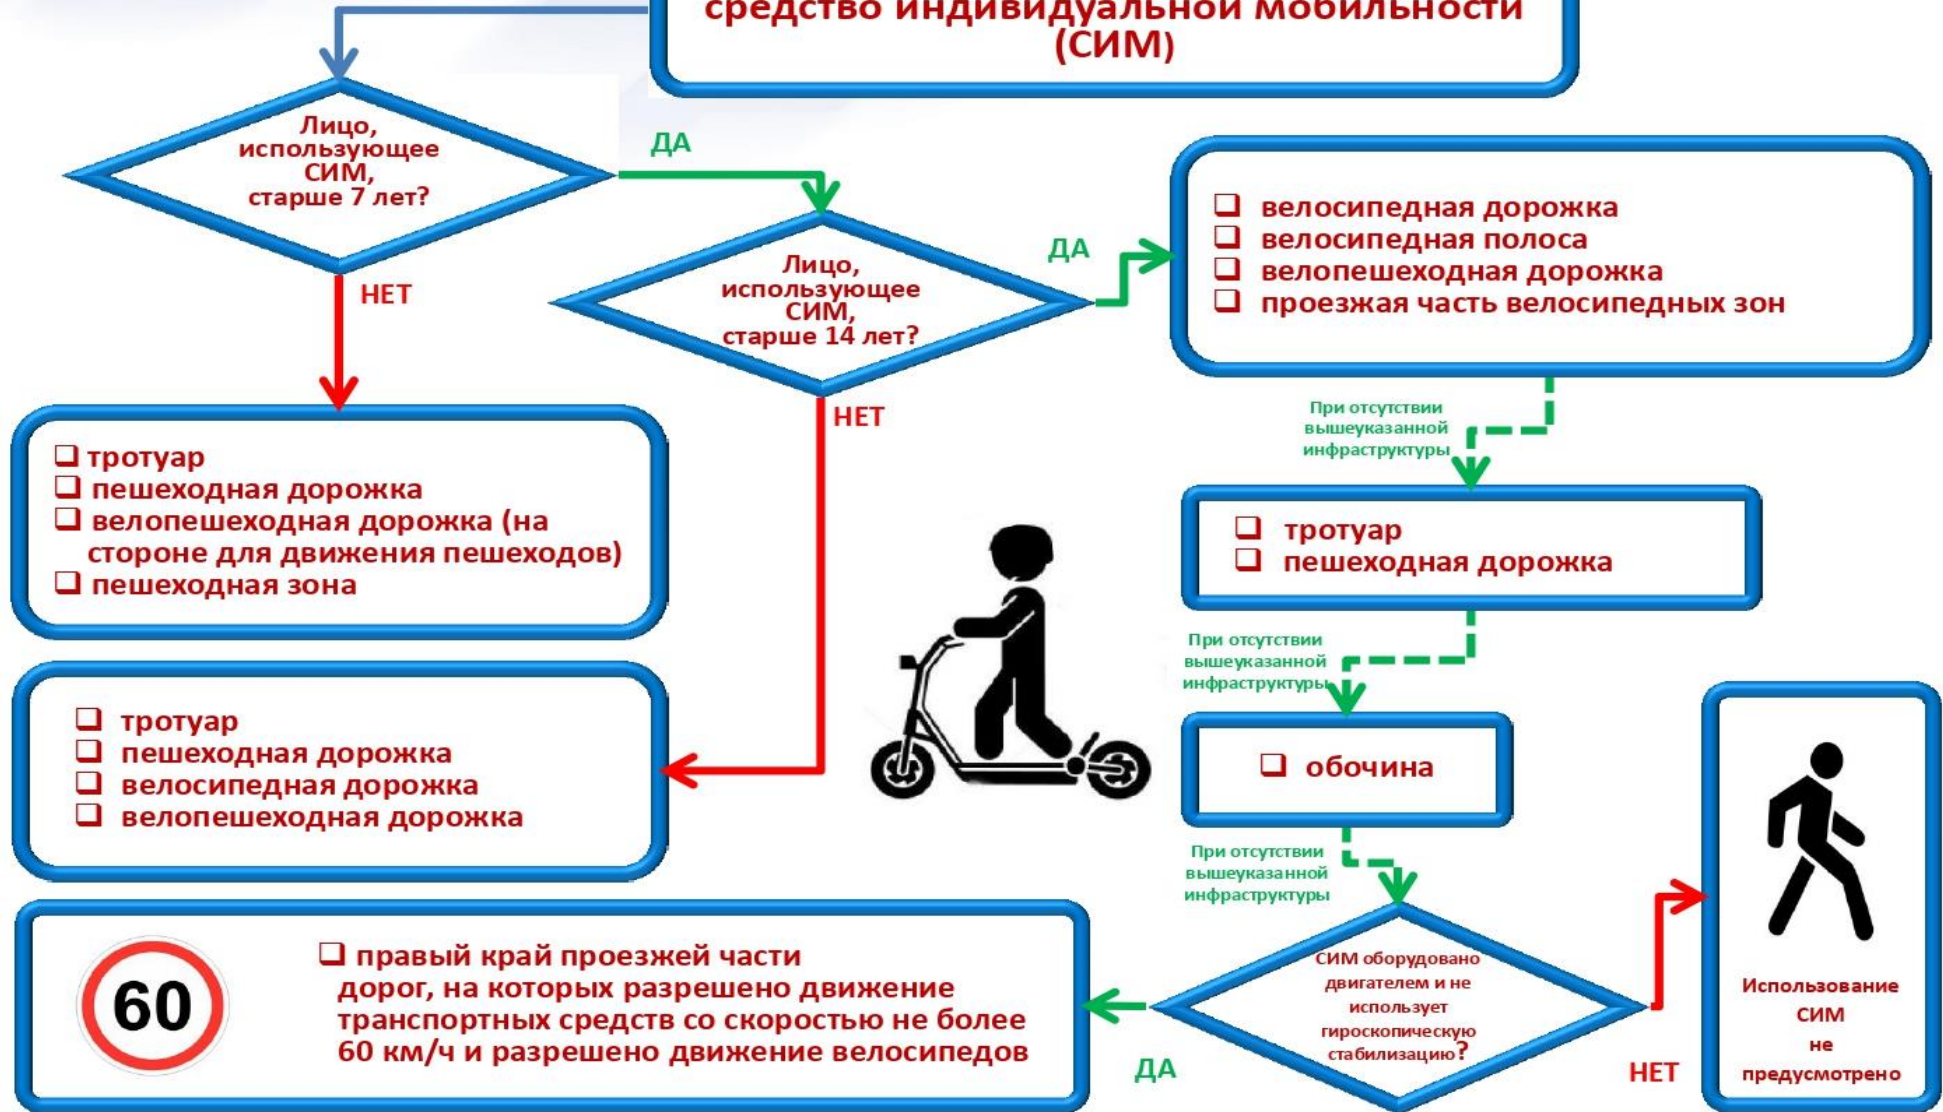 средство индивидуальной мобильности
(СИМ)
Лицо,
использующее
СИМ,
старше 7 лет?
ДА
НЕТ
Лицо,
использующее
СИМ,
старше 14 лет?
ДА
НЕТ
велосипедная дорожка
велосипедная полоса
велопешеходная дорожка
проезжая часть велосипедных зон
При отсутствии
вышеуказанной
инфраструктуры
тротуар
пешеходная дорожка
велопешеходная дорожка (на
стороне для движения пешеходов)
пешеходная зона
тротуар
пешеходная дорожка
При отсутствии
вышеуказанной
инфраструктуры
тротуар
пешеходная дорожка
велосипедная дорожка
велопешеходная дорожка
обочина
При отсутствии
вышеуказанной
инфраструктуры
60
правый край проезжей части
дорог, на которых разрешено движение
транспортных средств со скоростью не более
60 км/ч и разрешено движение велосипедов
СИМ оборудовано
двигателем и не
использует
гироскопическую
стабилизацию?
ДА
НЕТ
Использование
СИМ
не
предусмотрено